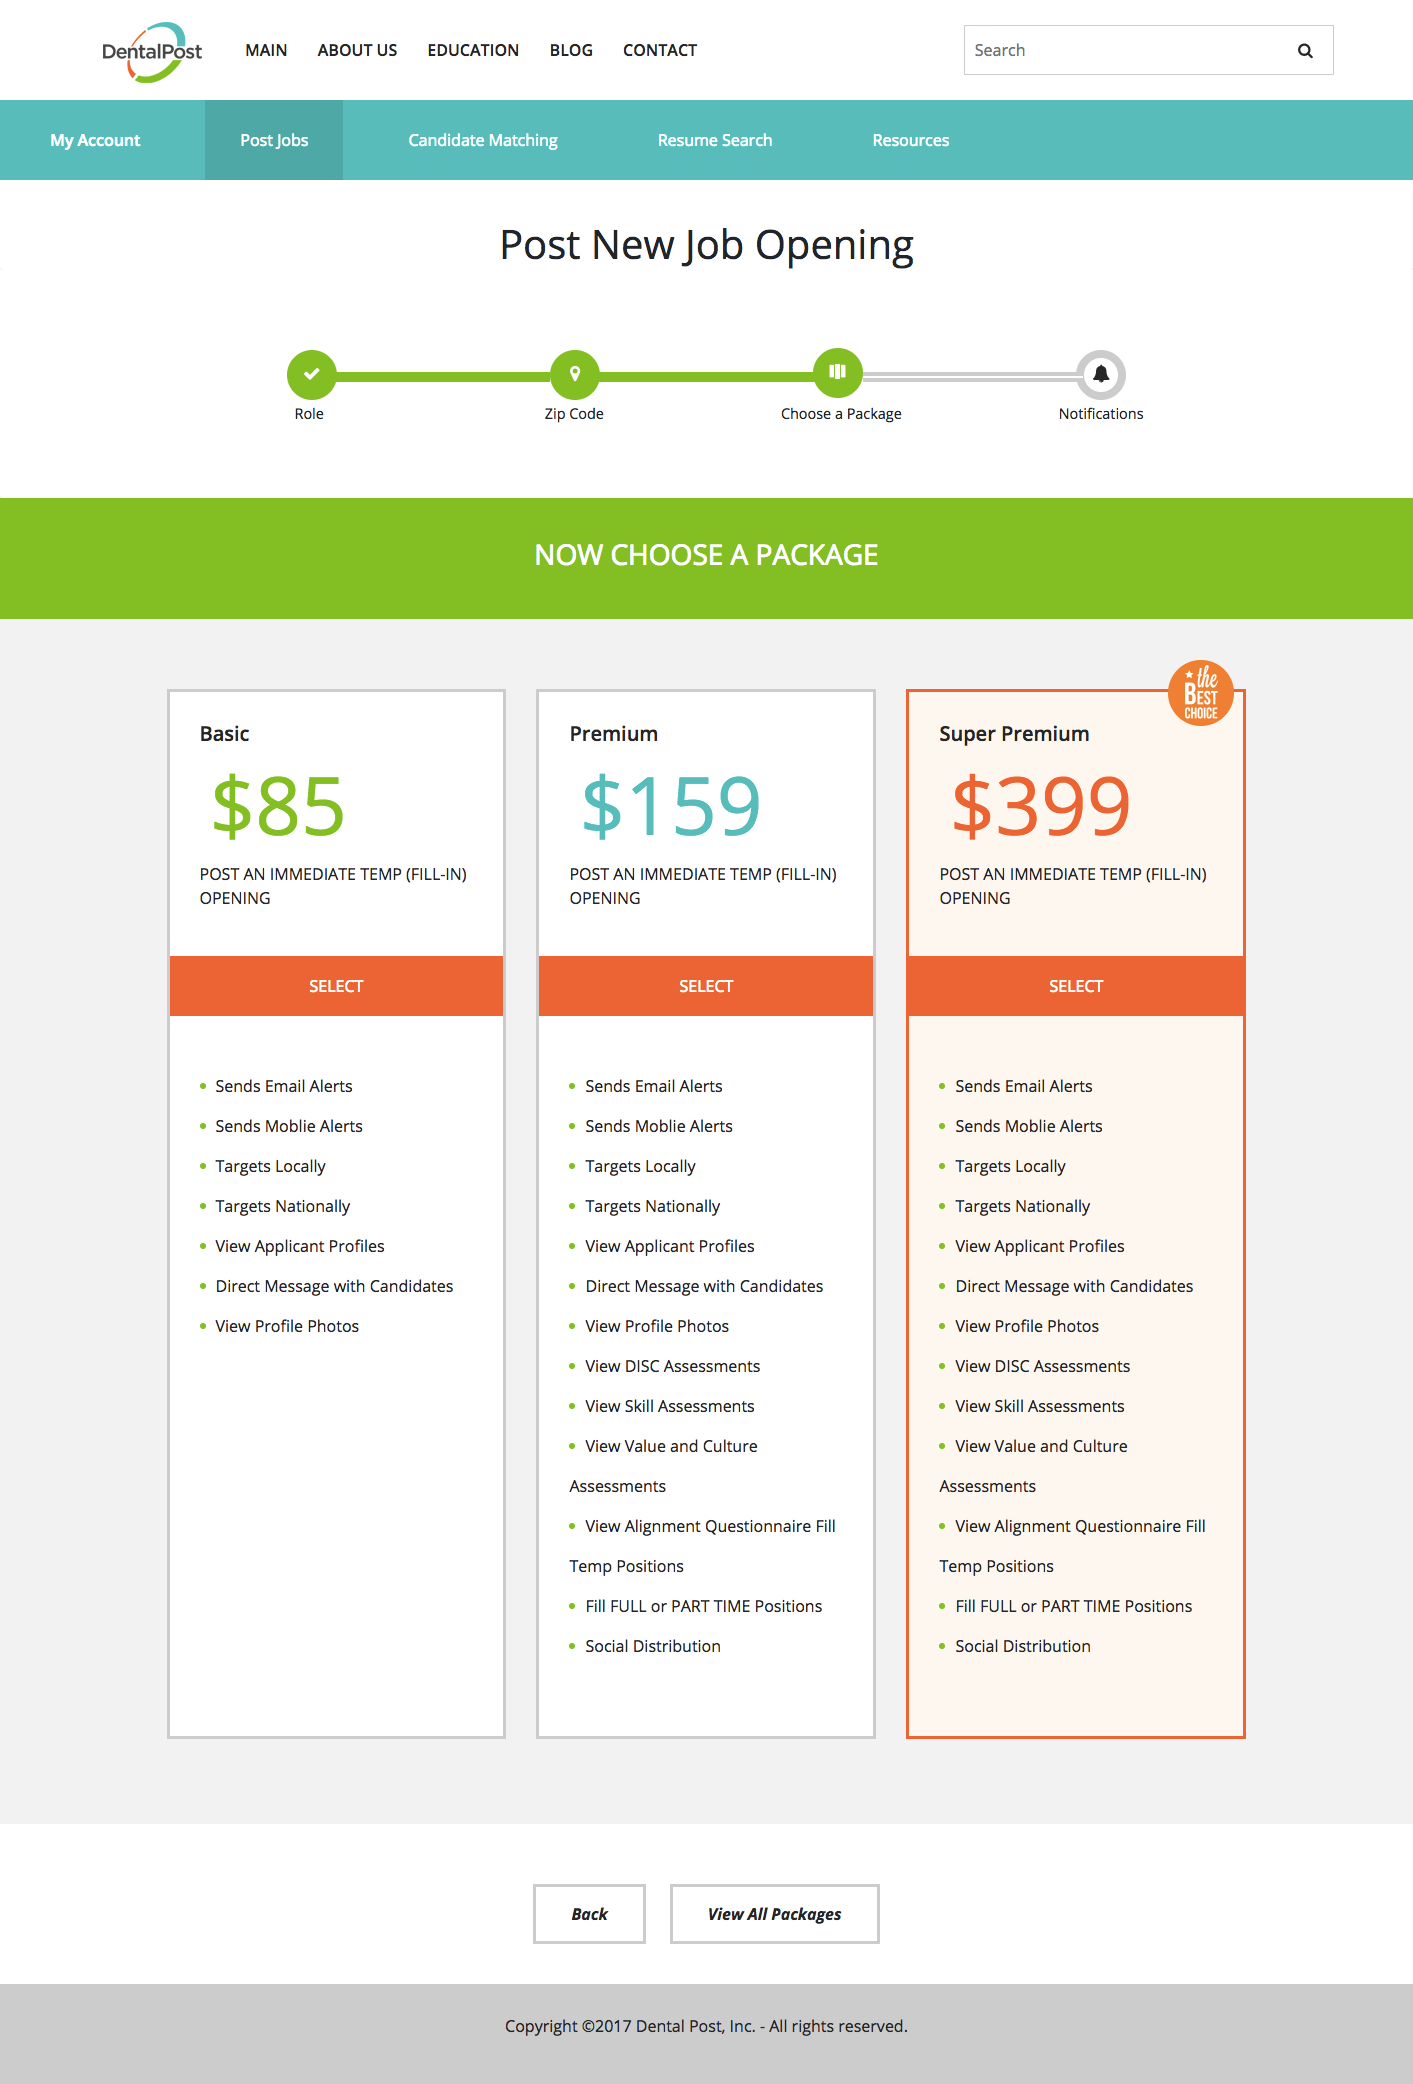 DentalPost
MAIN
ABOUT US
EDUCATION
BLOG
CONTACT
Search
My Account
Post Jobs
Candidate Matching
Resume Search
Resources
Post New Job Opening
Role
Zip Code
Choose a Package
Notifications
NOW CHOOSE A PACKAGE
Basic
$85
POST AN IMMEDIATE TEMP (FILL-IN)
OPENING
SELECT
Sends Email Alerts
Sends Moblie Alerts
Targets Locally
Targets Nationally
View Applicant Profiles
Direct Message with Candidates
View Profile Photos
Premium
$159
POST AN IMMEDIATE TEMP (FILL-IN)
OPENING
SELECT
Sends Email Alerts
Sends Moblie Alerts
Targets Locally
Targets Nationally
View Applicant Profiles
Direct Message with Candidates
View Profile Photos
View DISC Assessments
View Skill Assessments
View Value and Culture
Assessments
View Alignment Questionnaire Fill
Temp Positions
Fill FULL or PART TIME Positions
Social Distribution
the
BEST
CHOICE
Super Premium
$399
POST AN IMMEDIATE TEMP (FILL-IN)
OPENING
SELECT
Sends Email Alerts
Sends Moblie Alerts
Targets Locally
Targets Nationally
View Applicant Profiles
Direct Message with Candidates
View Profile Photos
View DISC Assessments
View Skill Assessments
View Value and Culture
Assessments
View Alignment Questionnaire Fill
Temp Positions
Fill FULL or PART TIME Positions
Social Distribution
Back
View All Packages
Copyright ©2017 Dental Post, Inc. - All rights reserved.